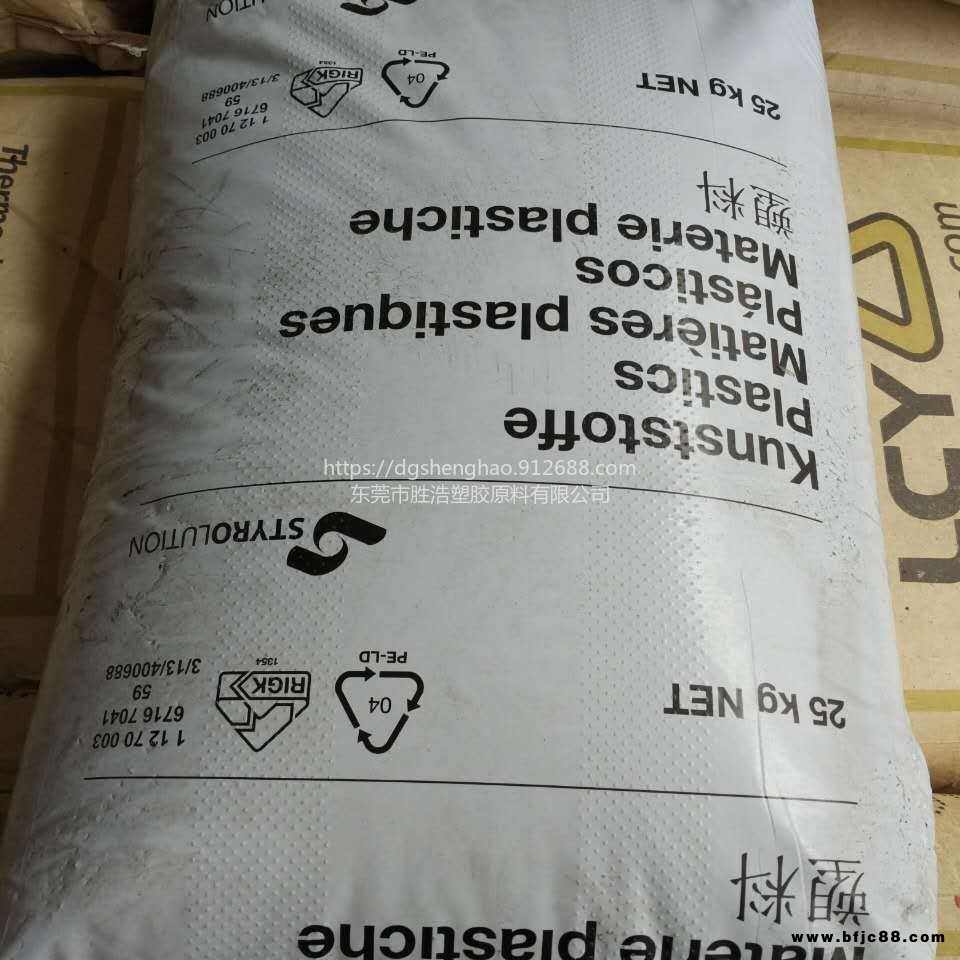 Materie plastiche
塑料
25 kg NET
04
PE-LD
RIGK
1354
1 12 70 003
6716 7041
59
3/13/400688
STYROLUTION
Kunststoffe
Plastics
Matières plastiques
Plásticos
Materie plastiche
塑料
25 kg NET
04
PE-LD
RIGK
1354
1 12 70 003
6716 7041
59
3/13/400688
LCY
https://dgshenghao.912688.com
东莞市胜浩塑胶原料有限公司
www.bfjc88.com